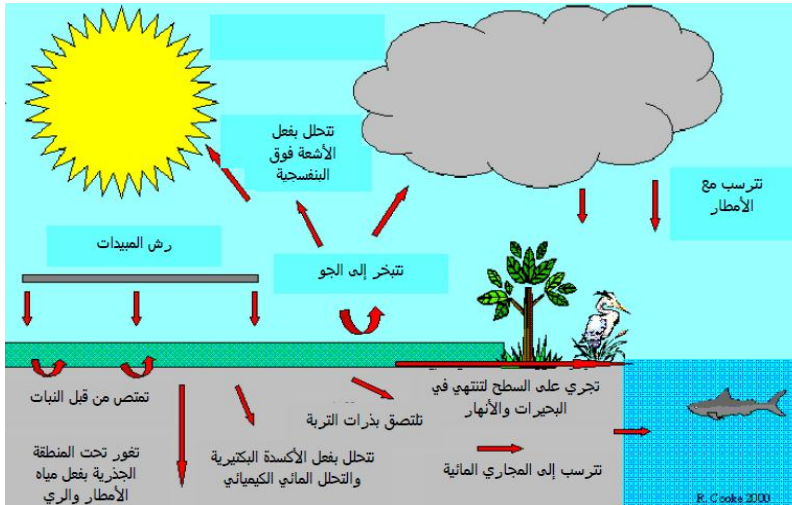 تتحلل بفعل
الأشعة فوق
البنفسجية
تترسب مع
الأمطار
رش المبيدات
تتبخر إلى الجو
تمتص من قبل النبات
تلتصق بذرات التربة
تجري على السطح لتنتهي في
البحيرات والأنهار
تغور تحت المنطقة
الجذرية بفعل مياه
الأمطار والري
تتحلل بفعل الأكسدة البكتيرية
والتحلل المائي الكيميائي
تترسب إلى المجاري المائية
R. Cooke 2000